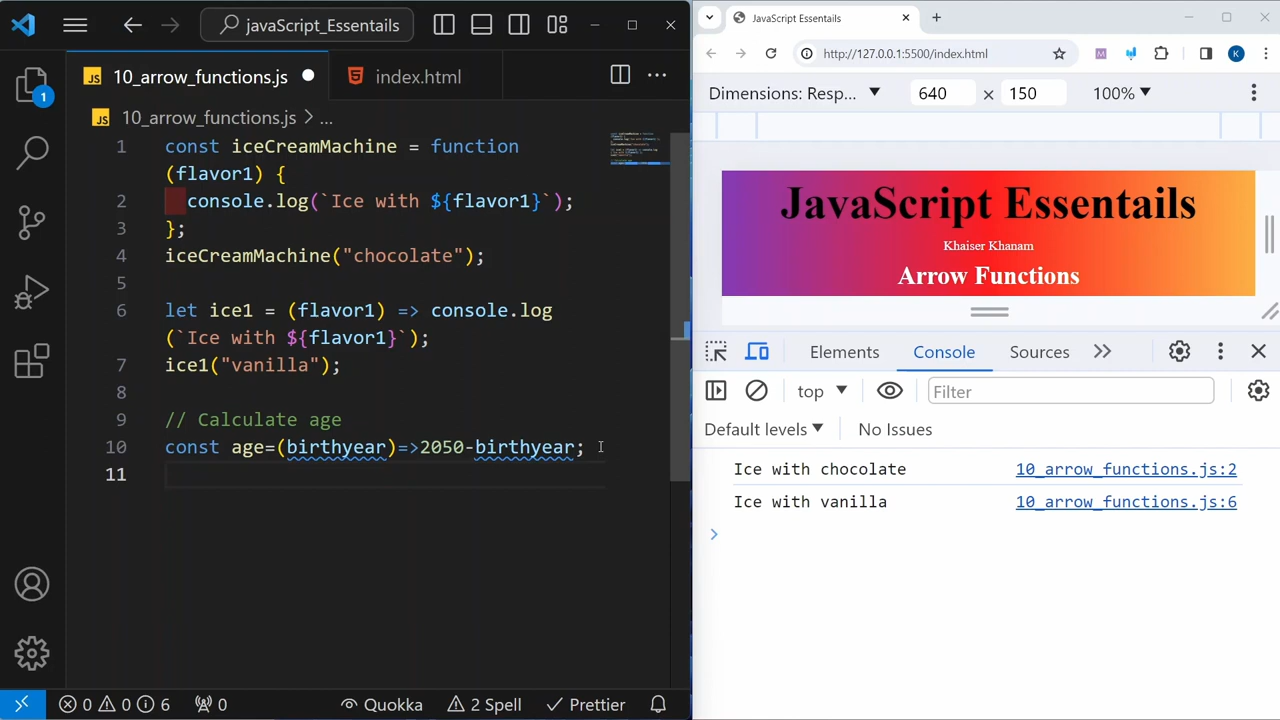 javaScript_Essentails
JS 10_arrow_functions.js
index.html
JS 10_arrow_functions.js > ...
1 const iceCreamMachine = function
(flavor1) {
2 console.log(`Ice with ${flavor1}`);
3 };
4 iceCreamMachine("chocolate");
5
6 let ice1 = (flavor1) => console.log
(`Ice with ${flavor1}`);
7 ice1("vanilla");
8
9 // Calculate age
10 const age=(birthyear)=>2050-birthyear;
11
1
0 0 6 0 Quokka 2 Spell Prettier
JavaScript Essentails
http://127.0.0.1:5500/index.html
K
Dimensions: Resp... 640 × 150 100%
JavaScript Essentails
Khaiser Khanam
Arrow Functions
Elements Console Sources
top Filter
Default levels No Issues
Ice with chocolate 10_arrow_functions.js:2
Ice with vanilla 10_arrow_functions.js:6